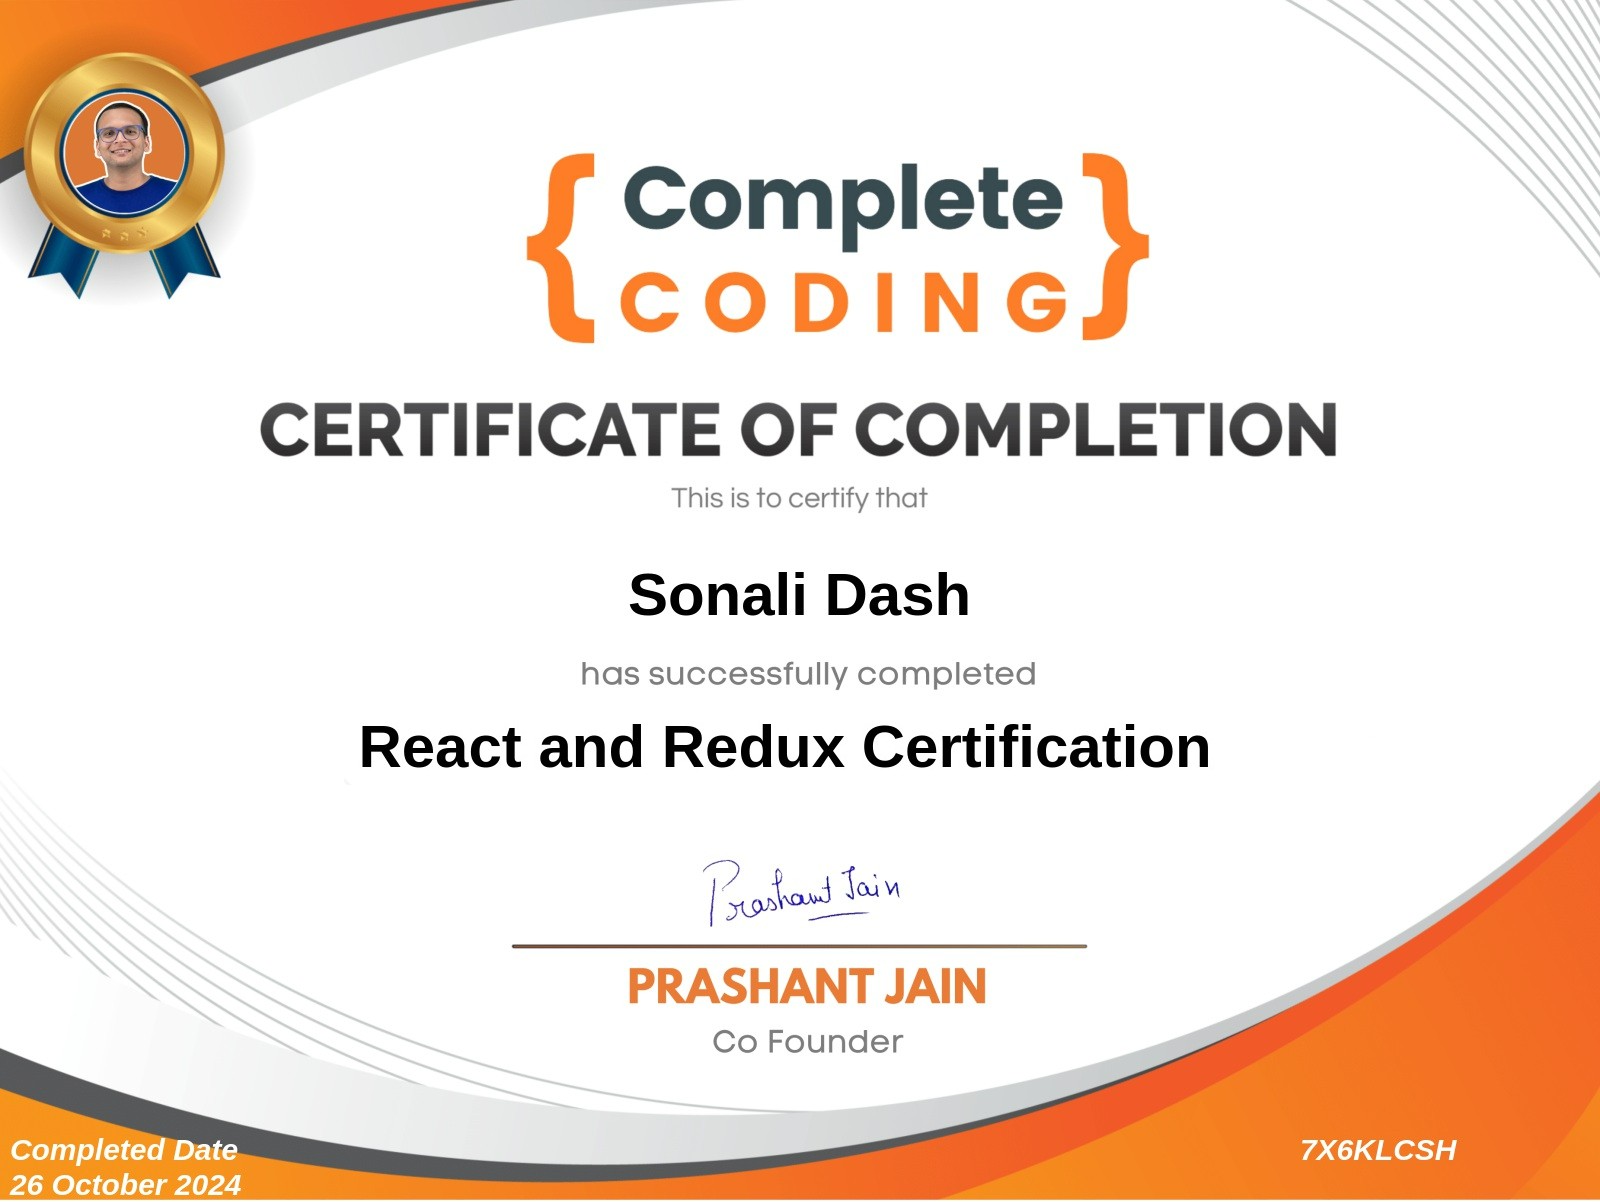 { Complete
CODING }
CERTIFICATE OF COMPLETION
This is to certify that
Sonali Dash
has successfully completed
React and Redux Certification
Prashant Jain
PRASHANT JAIN
Co Founder
Completed Date
26 October 2024
7X6KLCSH